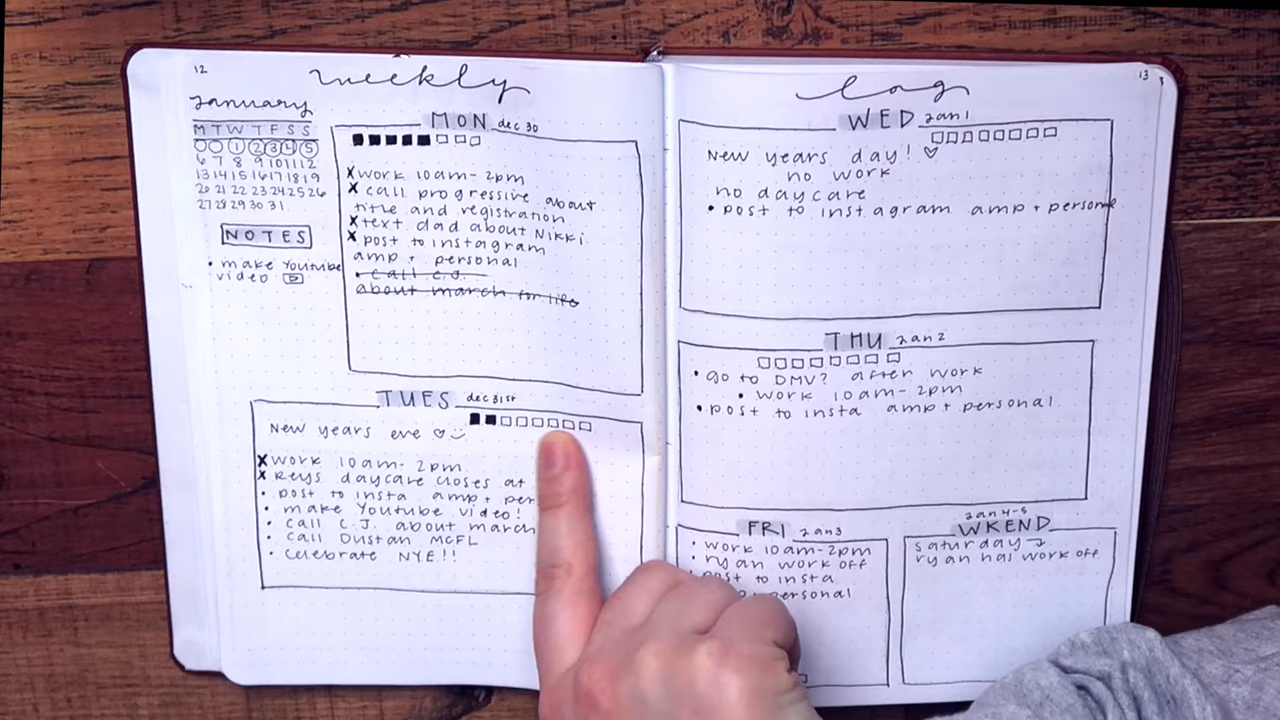 12
weekly
january
M T W T F S S
1 2 3 4 5
6 7 8 9 10 11 12
13 14 15 16 17 18 19
20 21 22 23 24 25 26
27 28 29 30 31
NOTES
• make Youtube
video
MON dec 30
x work 10am-2pm
x call progressive about
title and registration
x text dad about Nikki
x post to instagram
amp + personal
• call C.J.
about march for life
TUES dec 31st
New years eve ♡
x work 10am-2pm
x Reys daycare closes at
• post to insta amp + per
• make Youtube video!
• call C.J. about march
• call Dustan MCFL
• celebrate NYE!!
log
13
WED Jan 1
New years day! ♡
no work
no daycare
• post to instagram amp + persona
THU Jan 2
• go to DMV? after work
• work 10am-2pm
• post to insta amp + personal
FRI Jan 3
• work 10am-2pm
• ryan work off
post to insta
personal
Jan 4-5
WKEND
saturday →
ryan has work off